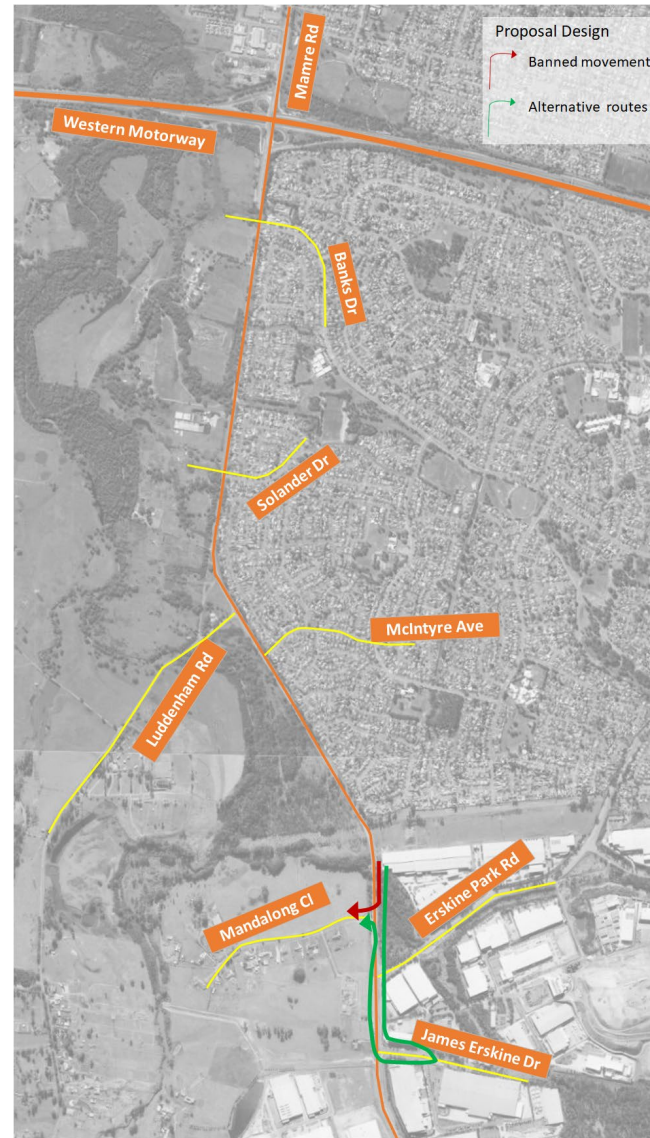 Proposal Design
Banned movement
Alternative routes
Mamre Rd
Western Motorway
Banks Dr
Solander Dr
McIntyre Ave
Luddenham Rd
Erskine Park Rd
Mandalong Cl
James Erskine Dr